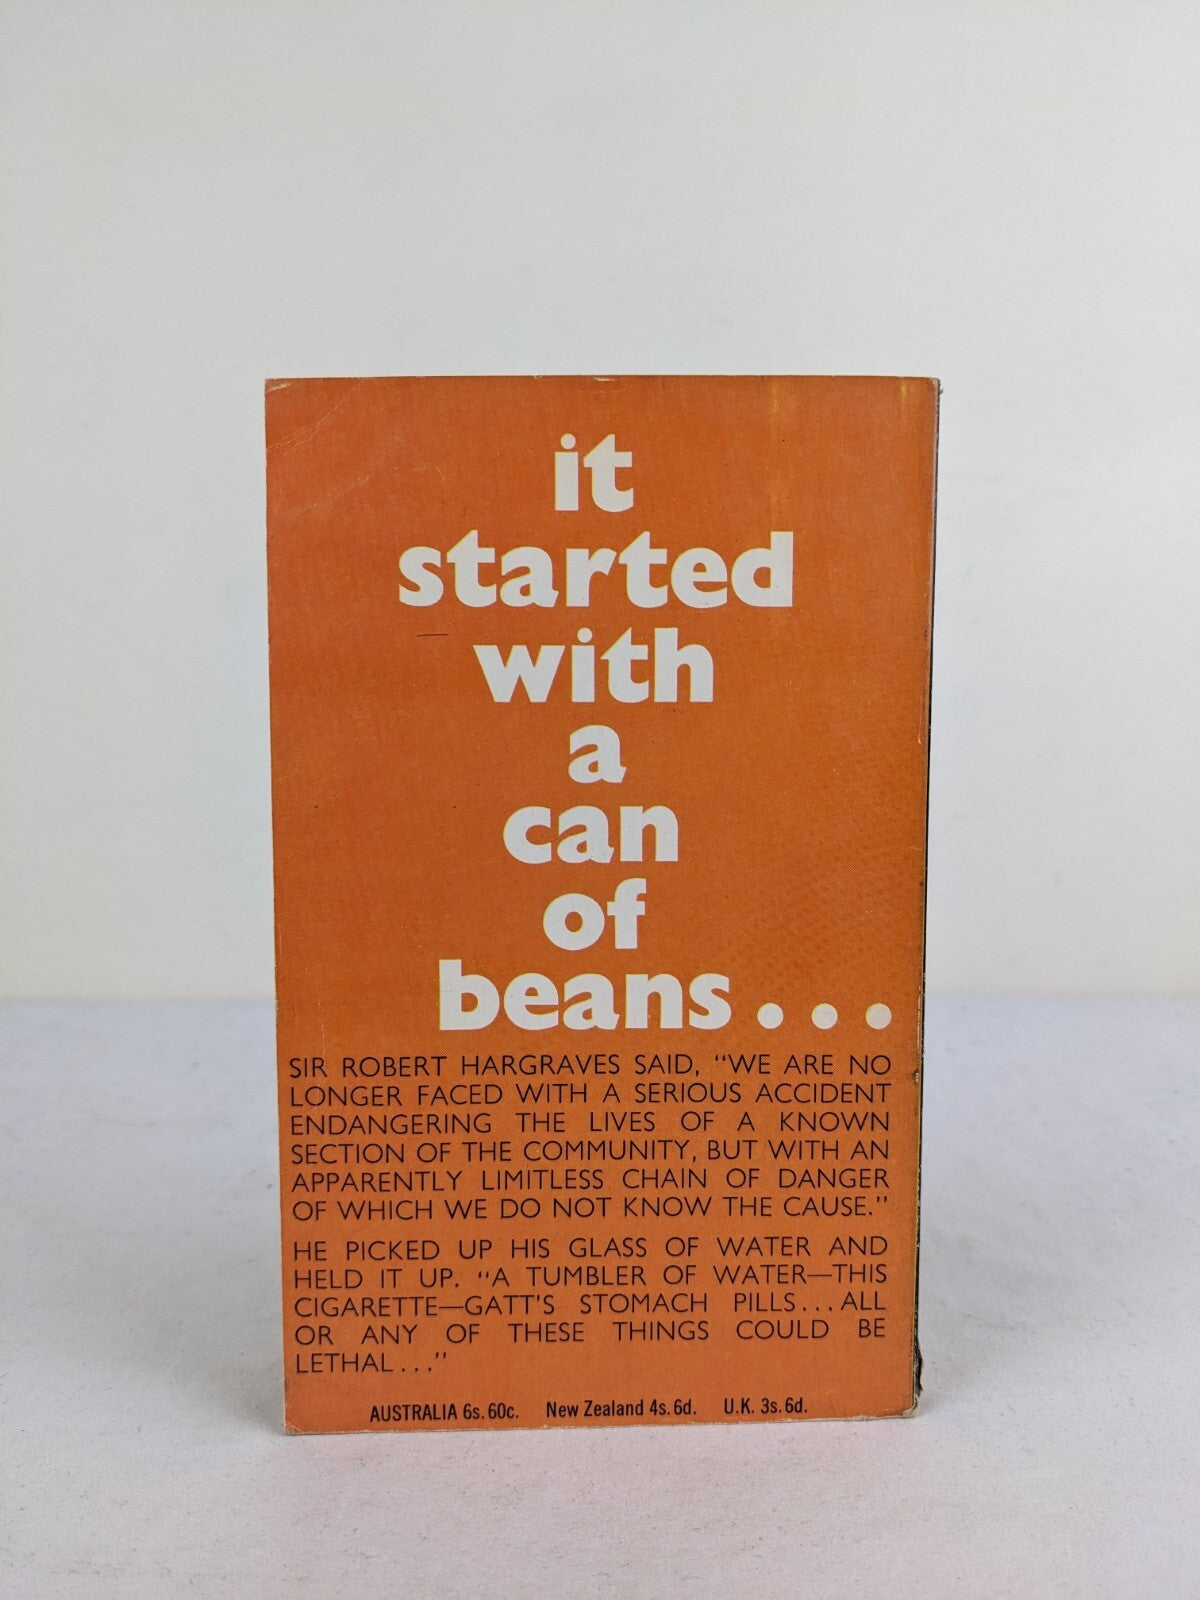 it
started
with
a
can
of
beans...
SIR ROBERT HARGRAVES SAID, "WE ARE NO
LONGER FACED WITH A SERIOUS ACCIDENT
ENDANGERING THE LIVES OF A KNOWN
SECTION OF THE COMMUNITY, BUT WITH AN
APPARENTLY LIMITLESS CHAIN OF DANGER
OF WHICH WE DO NOT KNOW THE CAUSE."
HE PICKED UP HIS GLASS OF WATER AND
HELD IT UP. "A TUMBLER OF WATER—THIS
CIGARETTE—GATT'S STOMACH PILLS...ALL
OR ANY OF THESE THINGS COULD BE
LETHAL..."
AUSTRALIA 6s. 60c. New Zealand 4s. 6d. U.K. 3s. 6d.